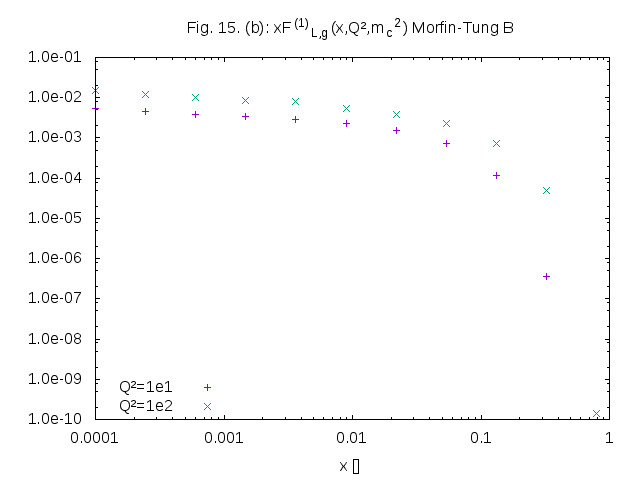 Fig. 15. (b): xF⁽¹⁾L,g(x,Q²,mc²) Morfin-Tung B
1.0e-01
1.0e-02
1.0e-03
1.0e-04
1.0e-05
1.0e-06
1.0e-07
1.0e-08
1.0e-09
1.0e-10
Q²=1e1
Q²=1e2
0.0001 0.001 0.01 0.1 1
x []